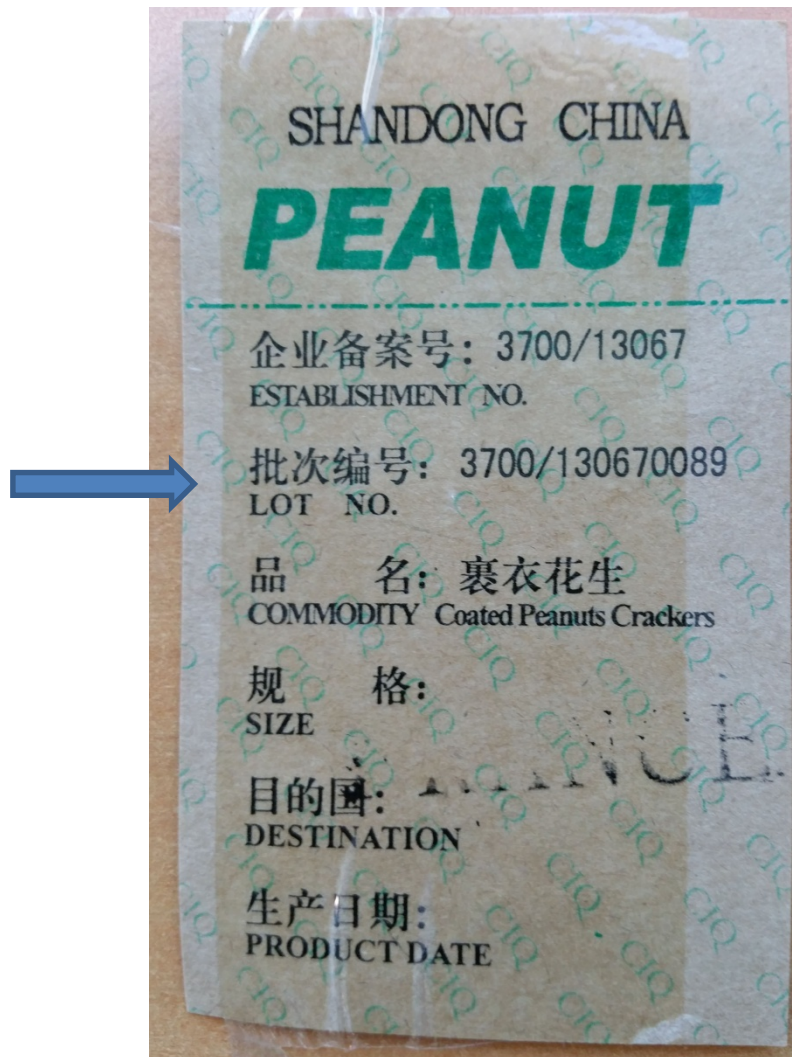 SHANDONG CHINA
PEANUT
企业备案号: 3700/13067
ESTABLISHMENT NO.
批次编号: 3700/130670089
LOT NO.
品 名: 裹衣花生
COMMODITY Coated Peanuts Crackers
规 格:
SIZE
目的国:
DESTINATION
生产日期:
PRODUCT DATE